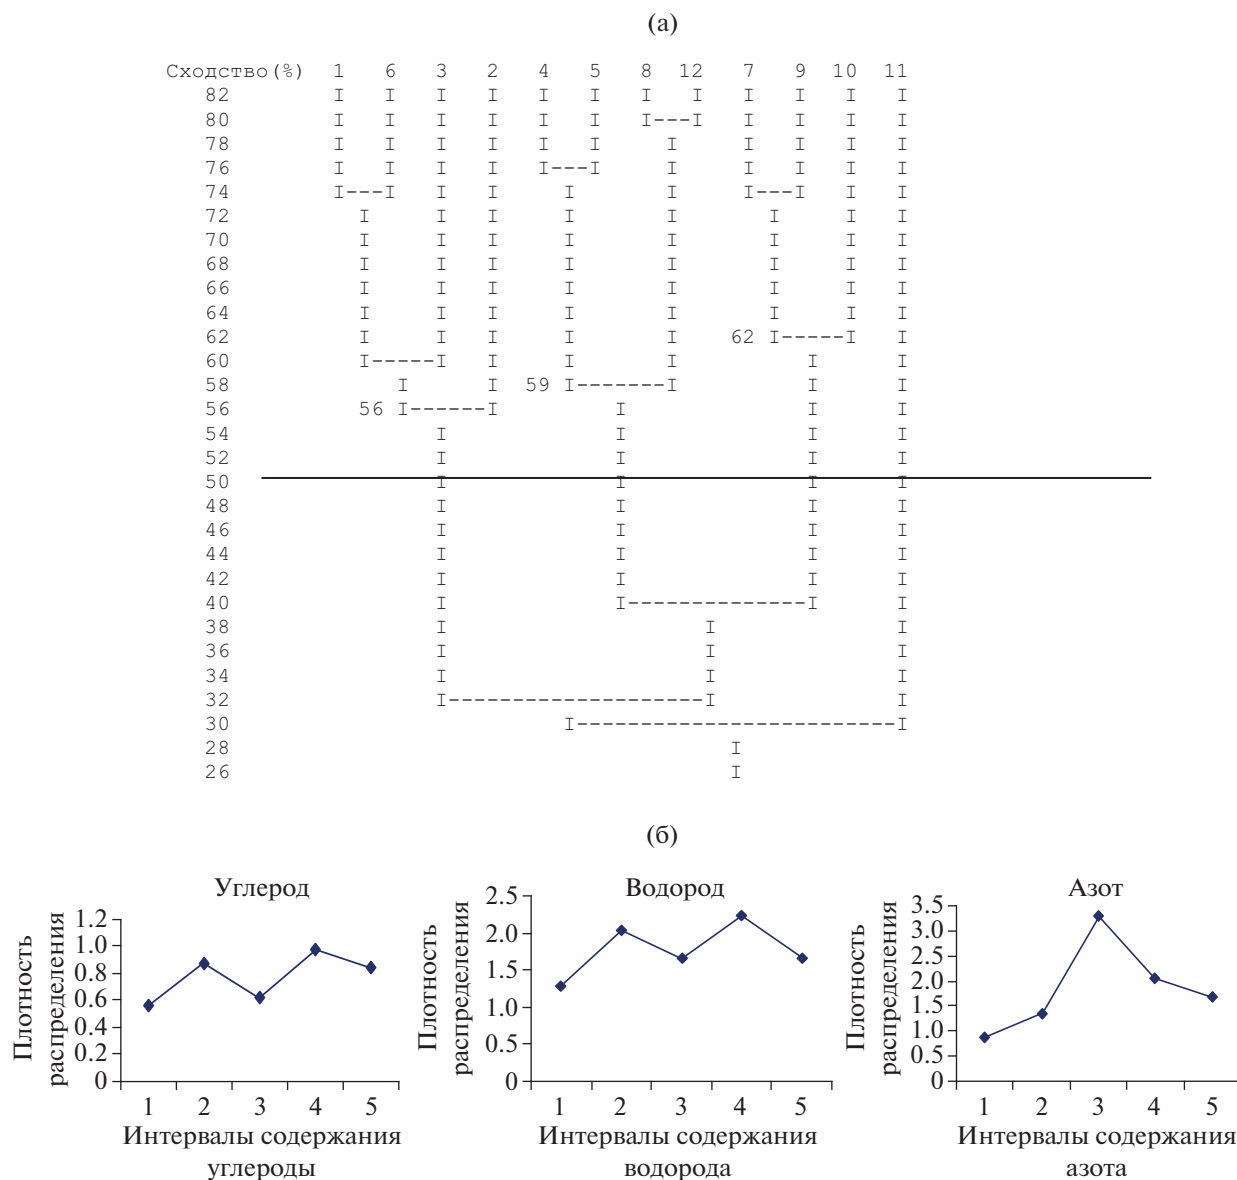 (а)
Сходство(%) 1 6 3 2 4 5 8 12 7 9 10 11
82 I I I I I I I I I I I I
80 I I I I I I I---I I I I I
78 I I I I I I I I I I I
76 I I I I I---I I I I I I
74 I---I I I I I I---I I I
72 I I I I I I I I
70 I I I I I I I I
68 I I I I I I I I
66 I I I I I I I I
64 I I I I I I I I
62 I I I I I 62 I-----I I
60 I-----I I I I I I
58 I I 59 I-------I I I
56 56 I------I I I I
54 I I I I
52 I I I I
50 I I I I
48 I I I I
46 I I I I
44 I I I I
42 I I I I
40 I I--------------I I
38 I I I
36 I I I
34 I I I
32 I--------------------I I
30 I-------------------------I
28 I
26 I
(б)
Углерод
Плотность
распределения
1.2
1.0
0.8
0.6
0.4
0.2
0
1 2 3 4 5
Интервалы содержания
углероды
Водород
Плотность
распределения
2.5
2.0
1.5
1.0
0.5
0
1 2 3 4 5
Интервалы содержания
водорода
Азот
Плотность
распределения
3.5
3.0
2.5
2.0
1.5
1.0
0.5
0
1 2 3 4 5
Интервалы содержания
азота